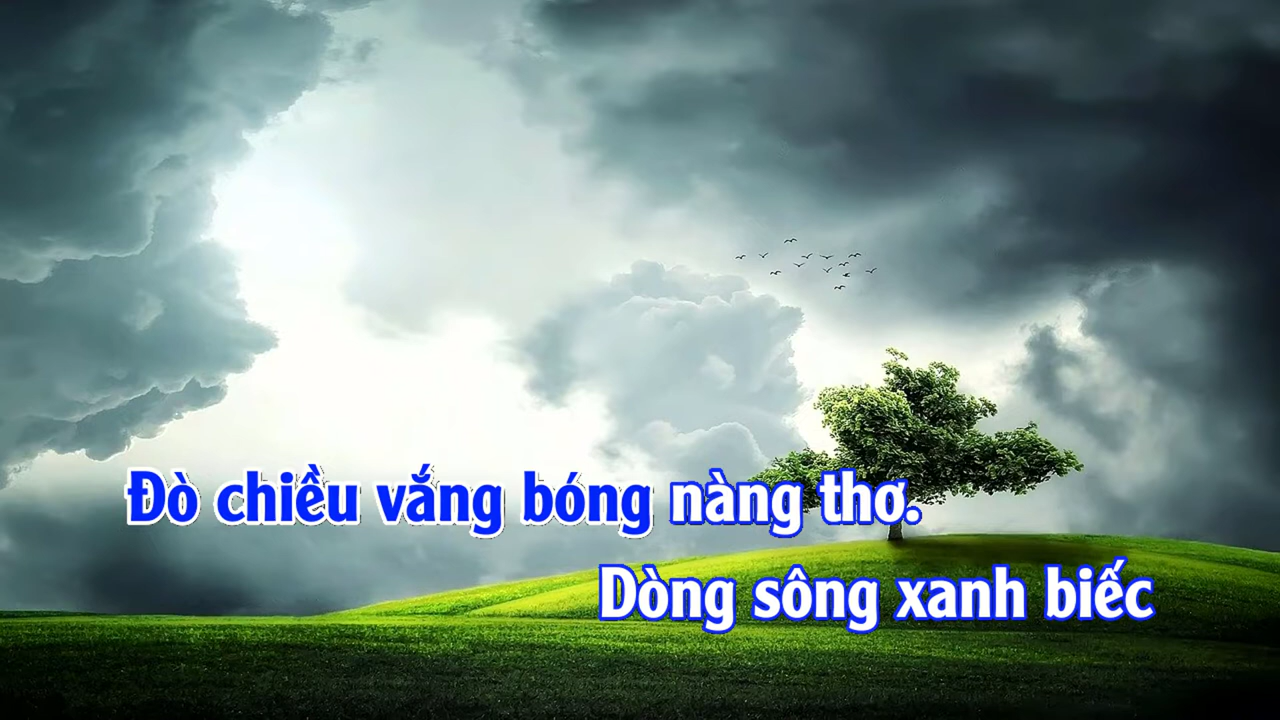 Đò chiều vắng bóng nàng thơ.
Dòng sông xanh biếc